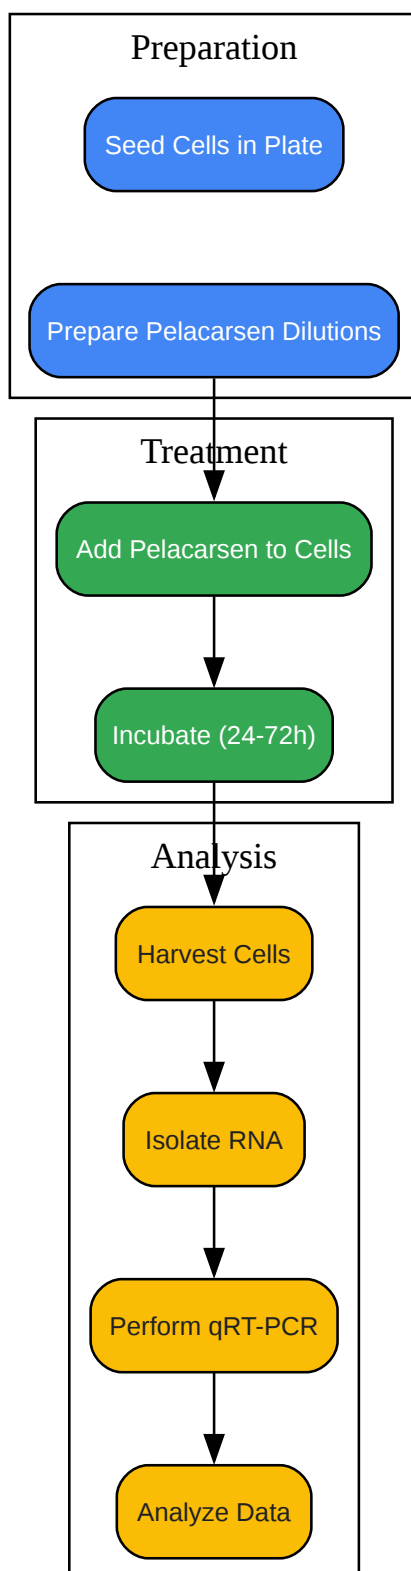 Preparation
Seed Cells in Plate
Prepare Pelacarsen Dilutions
Treatment
Add Pelacarsen to Cells
Incubate (24-72h)
Analysis
Harvest Cells
Isolate RNA
Perform qRT-PCR
Analyze Data